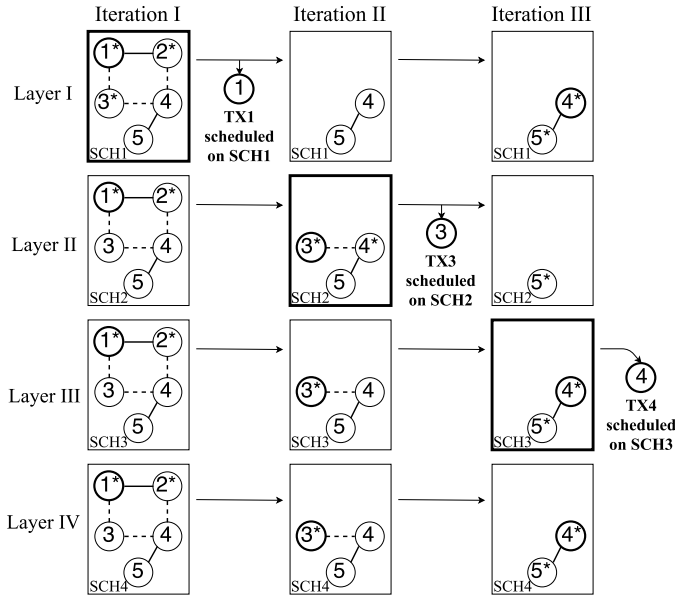 Iteration I Iteration II Iteration III
Layer I
1* 2*
3* 4
5
SCH1
1
TX1
scheduled
on SCH1
4
5
SCH1
4*
5*
SCH1
Layer II
1* 2*
3 4
5
SCH2
3* 4*
5
SCH2
3
TX3
scheduled
on SCH2
5*
SCH2
Layer III
1* 2*
3 4
5
SCH3
3* 4
5
SCH3
4*
5*
SCH3
4
TX4
scheduled
on SCH3
Layer IV
1* 2*
3 4
5
SCH4
3* 4
5
SCH4
4*
5*
SCH4